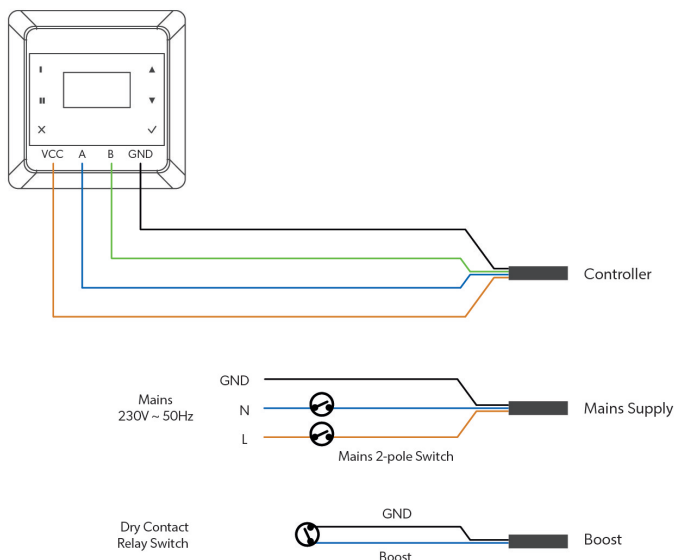 VCC A B GND
Controller
GND
Mains
230V ~ 50Hz
N
Mains Supply
L
Mains 2-pole Switch
GND
Dry Contact
Relay Switch
Boost
Boost